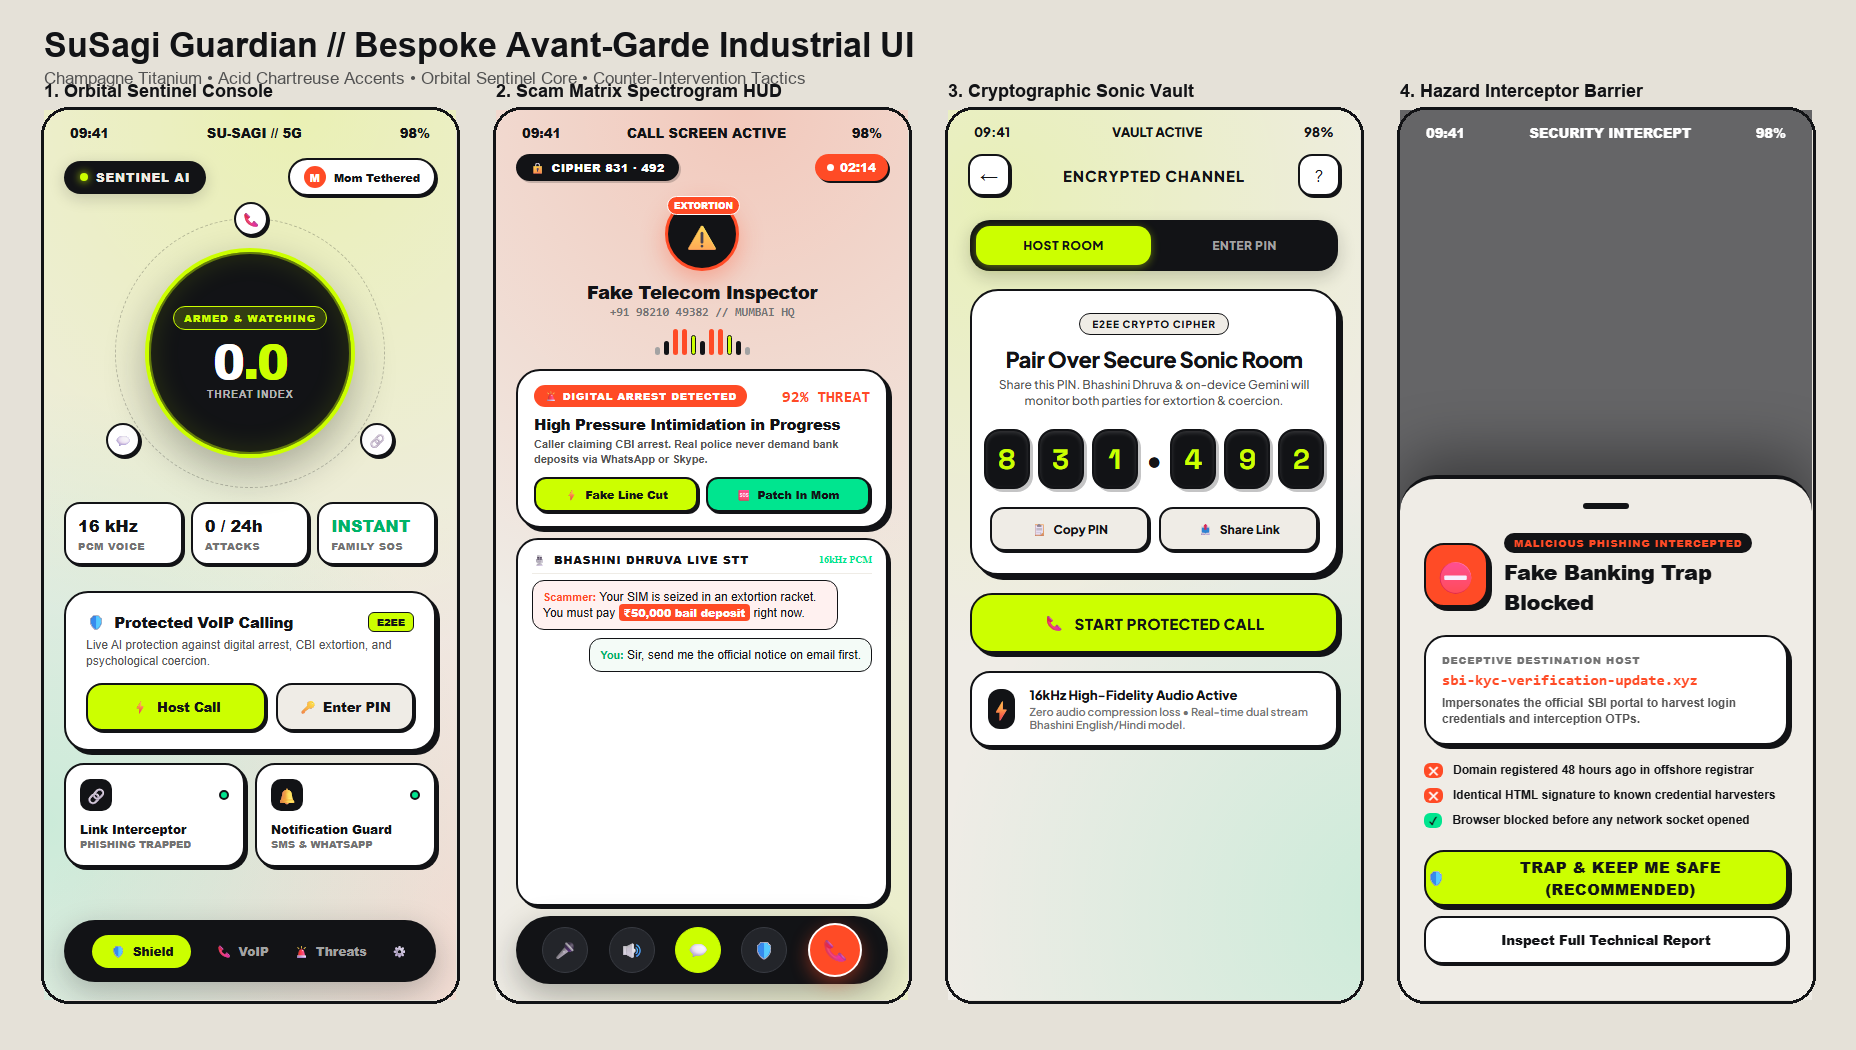 SuSagi Guardian // Bespoke Avant-Garde Industrial UI
Champagne Titanium • Acid Chartreuse Accents • Orbital Sentinel Core • Counter-Intervention Tactics
1. Orbital Sentinel Console
09:41 SU-SAGI // 5G 98%
SENTINEL AI
M Mom Tethered
ARMED & WATCHING
0.0
THREAT INDEX
16 kHz
PCM VOICE
0 / 24h
ATTACKS
INSTANT
FAMILY SOS
Protected VoIP Calling E2EE
Live AI protection against digital arrest, CBI extortion, and
psychological coercion.
Host Call
Enter PIN
Link Interceptor
PHISHING TRAPPED
Notification Guard
SMS & WHATSAPP
Shield VoIP Threats
2. Scam Matrix Spectrogram HUD
09:41 CALL SCREEN ACTIVE 98%
CIPHER 831 · 492
02:14
EXTORTION
Fake Telecom Inspector
+91 98210 49382 // MUMBAI HQ
DIGITAL ARREST DETECTED 92% THREAT
High Pressure Intimidation in Progress
Caller claiming CBI arrest. Real police never demand bank
deposits via WhatsApp or Skype.
Fake Line Cut
SOS Patch In Mom
BHASHINI DHRUVA LIVE STT 16kHz PCM
Scammer: Your SIM is seized in an extortion racket.
You must pay ₹50,000 bail deposit right now.
You: Sir, send me the official notice on email first.
3. Cryptographic Sonic Vault
09:41 VAULT ACTIVE 98%
← ENCRYPTED CHANNEL ?
HOST ROOM ENTER PIN
E2EE CRYPTO CIPHER
Pair Over Secure Sonic Room
Share this PIN. Bhashini Dhruva & on-device Gemini will
monitor both parties for extortion & coercion.
8 3 1 • 4 9 2
Copy PIN
Share Link
START PROTECTED CALL
16kHz High-Fidelity Audio Active
Zero audio compression loss • Real-time dual stream
Bhashini English/Hindi model.
4. Hazard Interceptor Barrier
09:41 SECURITY INTERCEPT 98%
MALICIOUS PHISHING INTERCEPTED
Fake Banking Trap
Blocked
DECEPTIVE DESTINATION HOST
sbi-kyc-verification-update.xyz
Impersonates the official SBI portal to harvest login
credentials and interception OTPs.
Domain registered 48 hours ago in offshore registrar
Identical HTML signature to known credential harvesters
Browser blocked before any network socket opened
TRAP & KEEP ME SAFE
(RECOMMENDED)
Inspect Full Technical Report